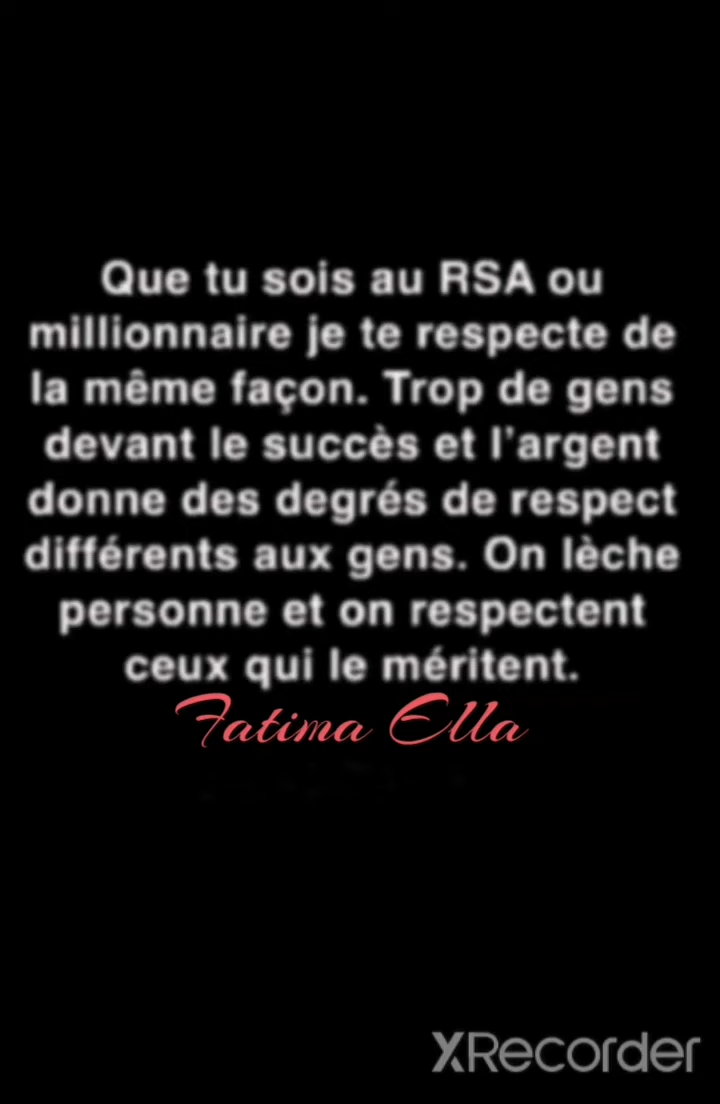 Que tu sois au RSA ou
millionnaire je te respecte de
la même façon. Trop de gens
devant le succès et l'argent
donne des degrés de respect
différents aux gens. On lèche
personne et on respectent
ceux qui le méritent.
Fatima Ella
XRecorder